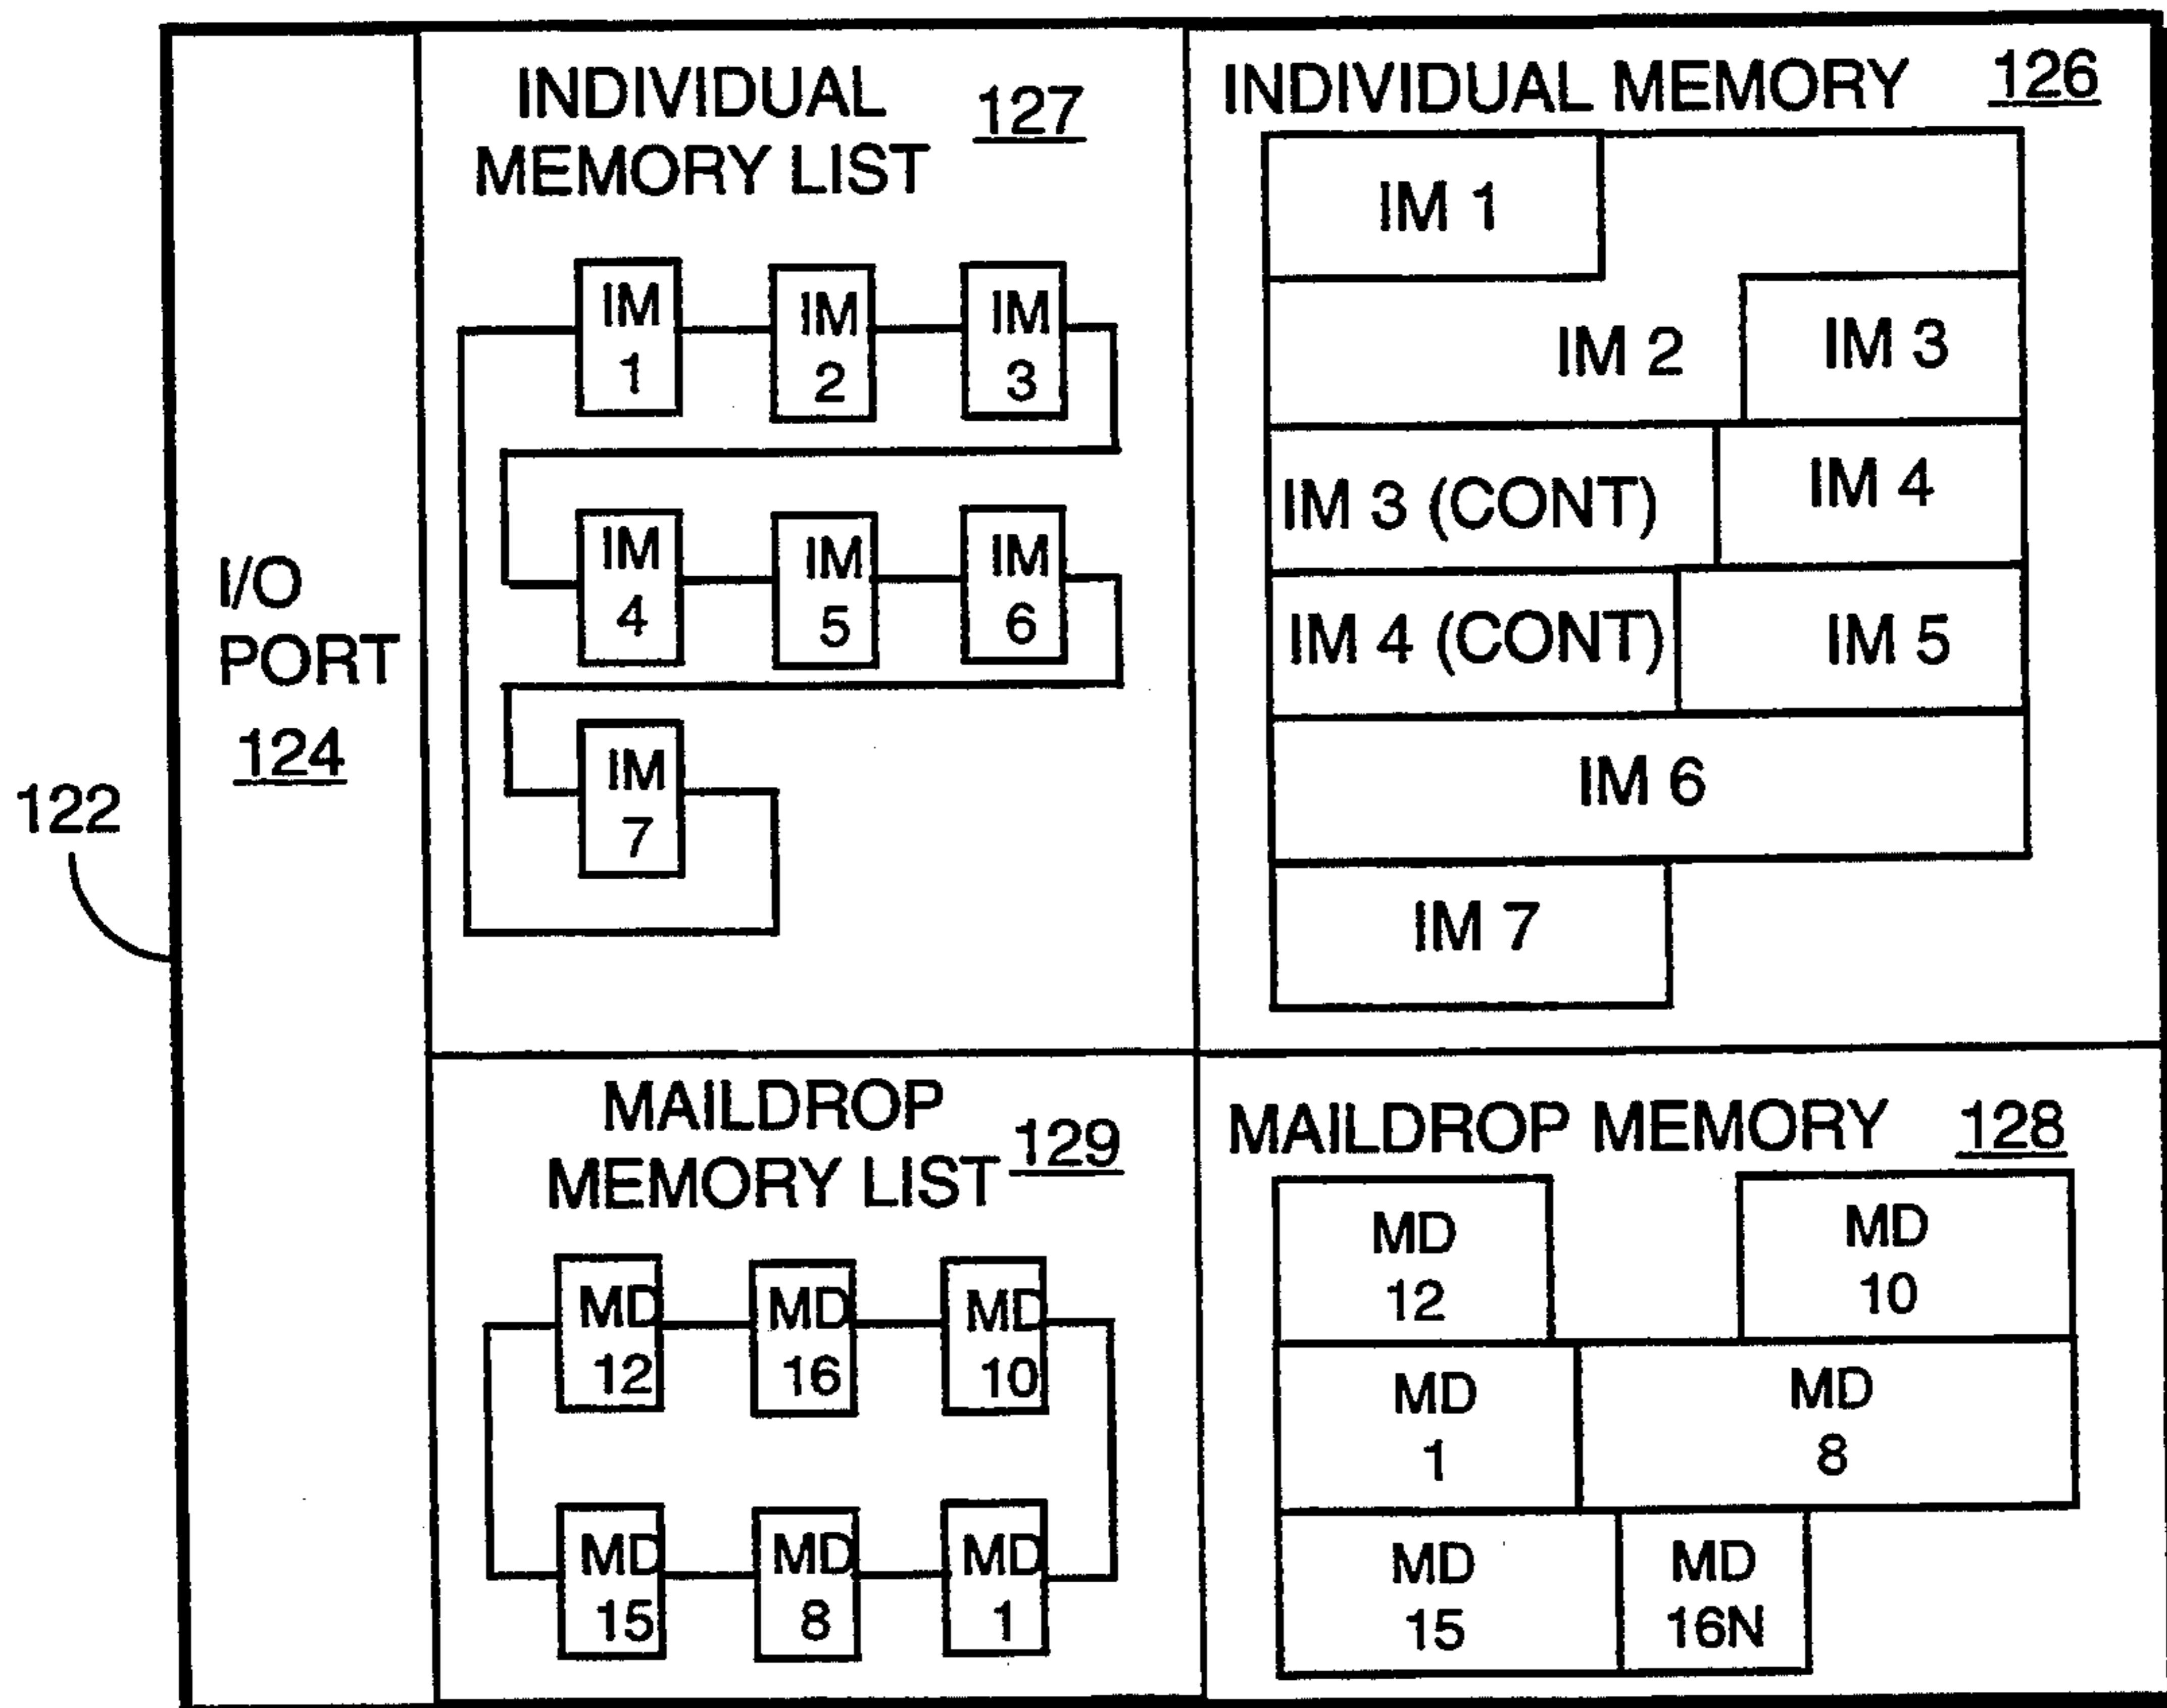 122
I/O
PORT
124
INDIVIDUAL
MEMORY LIST
127
IM
1
IM
2
IM
3
IM
4
IM
5
IM
6
IM
7
INDIVIDUAL MEMORY 126
IM 1
IM 2
IM 3
IM 3 (CONT)
IM 4
IM 4 (CONT)
IM 5
IM 6
IM 7
MAILDROP
MEMORY LIST
129
MD
12
MD
16
MD
10
MD
15
MD
8
MD
1
MAILDROP MEMORY 128
MD
12
MD
10
MD
1
MD
8
MD
15
MD
16N